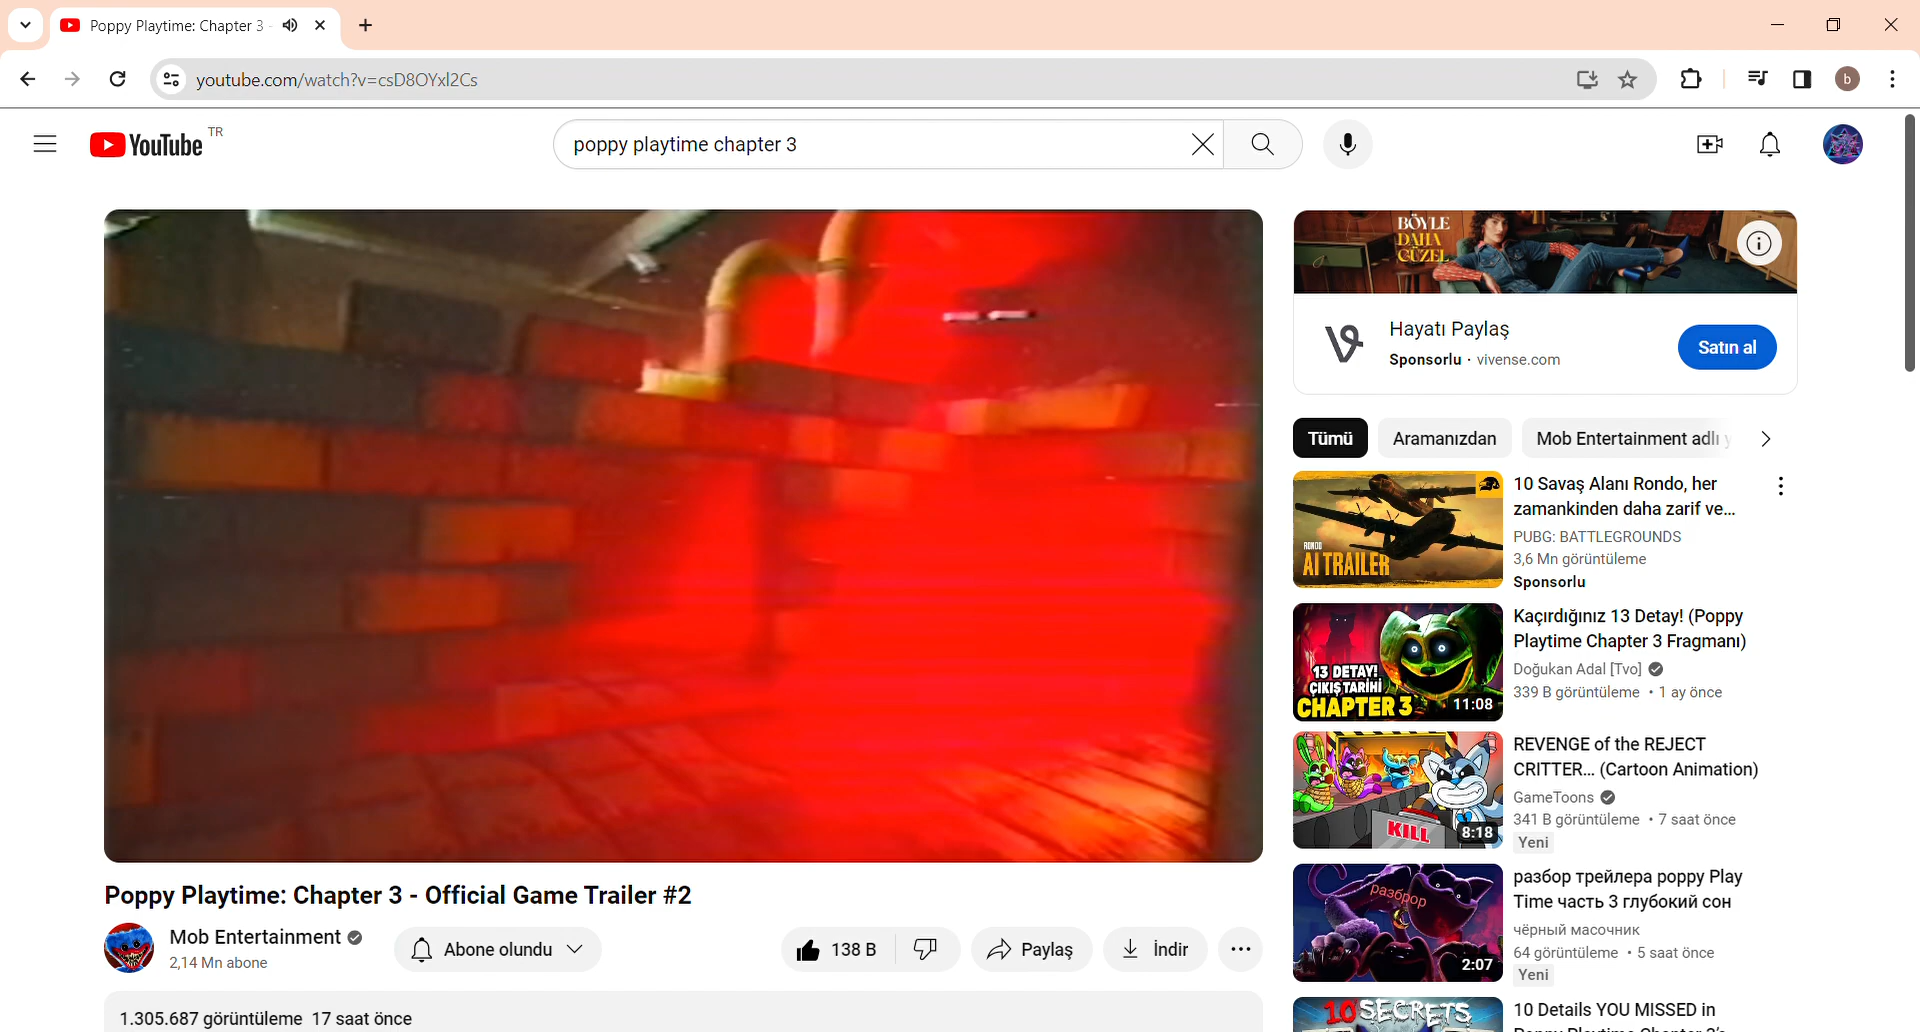 Poppy Playtime: Chapter 3 -
youtube.com/watch?v=csD8OYxl2Cs
b
YouTube TR
poppy playtime chapter 3
BÖYLE
DAHA
GÜZEL
Hayatı Paylaş
Sponsorlu · vivense.com
Satın al
Tümü
Aramanızdan
Mob Entertainment adlı y
RONDO
AI TRAILER
10 Savaş Alanı Rondo, her
zamankinden daha zarif ve...
PUBG: BATTLEGROUNDS
3,6 Mn görüntüleme
Sponsorlu
13 DETAY!
ÇIKIŞ TARİHİ
CHAPTER 3
11:08
Kaçırdığınız 13 Detay! (Poppy
Playtime Chapter 3 Fragmanı)
Doğukan Adal [Tvo]
339 B görüntüleme • 1 ay önce
KILL
8:18
REVENGE of the REJECT
CRITTER... (Cartoon Animation)
GameToons
341 B görüntüleme • 7 saat önce
Yeni
разброр
2:07
разбор трейлера poppy Play
Time часть 3 глубокий сон
чёрный масочник
64 görüntüleme • 5 saat önce
Yeni
10 SECRETS
10 Details YOU MISSED in
Poppy Playtime Chapter 3's
Poppy Playtime: Chapter 3 - Official Game Trailer #2
Mob Entertainment
2,14 Mn abone
Abone olundu
138 B
Paylaş
İndir
1.305.687 görüntüleme 17 saat önce